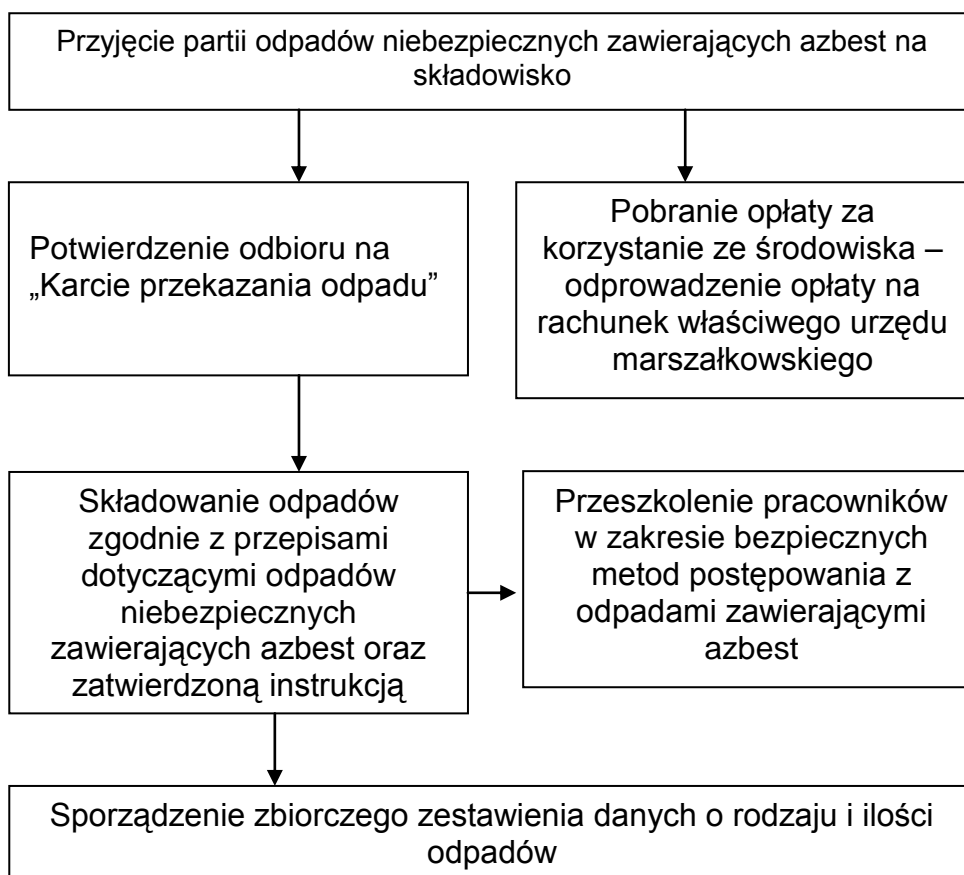 Przyjęcie partii odpadów niebezpiecznych zawierających azbest na
składowisko
Potwierdzenie odbioru na
„Karcie przekazania odpadu”
Pobranie opłaty za
korzystanie ze środowiska –
odprowadzenie opłaty na
rachunek właściwego urzędu
marszałkowskiego
Składowanie odpadów
zgodnie z przepisami
dotyczącymi odpadów
niebezpiecznych
zawierających azbest oraz
zatwierdzoną instrukcją
Przeszkolenie pracowników
w zakresie bezpiecznych
metod postępowania z
odpadami zawierającymi
azbest
Sporządzenie zbiorczego zestawienia danych o rodzaju i ilości
odpadów